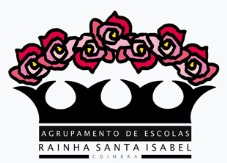 AGRUPAMENTO DE ESCOLAS
RAINHA SANTA ISABEL
COIMBRA